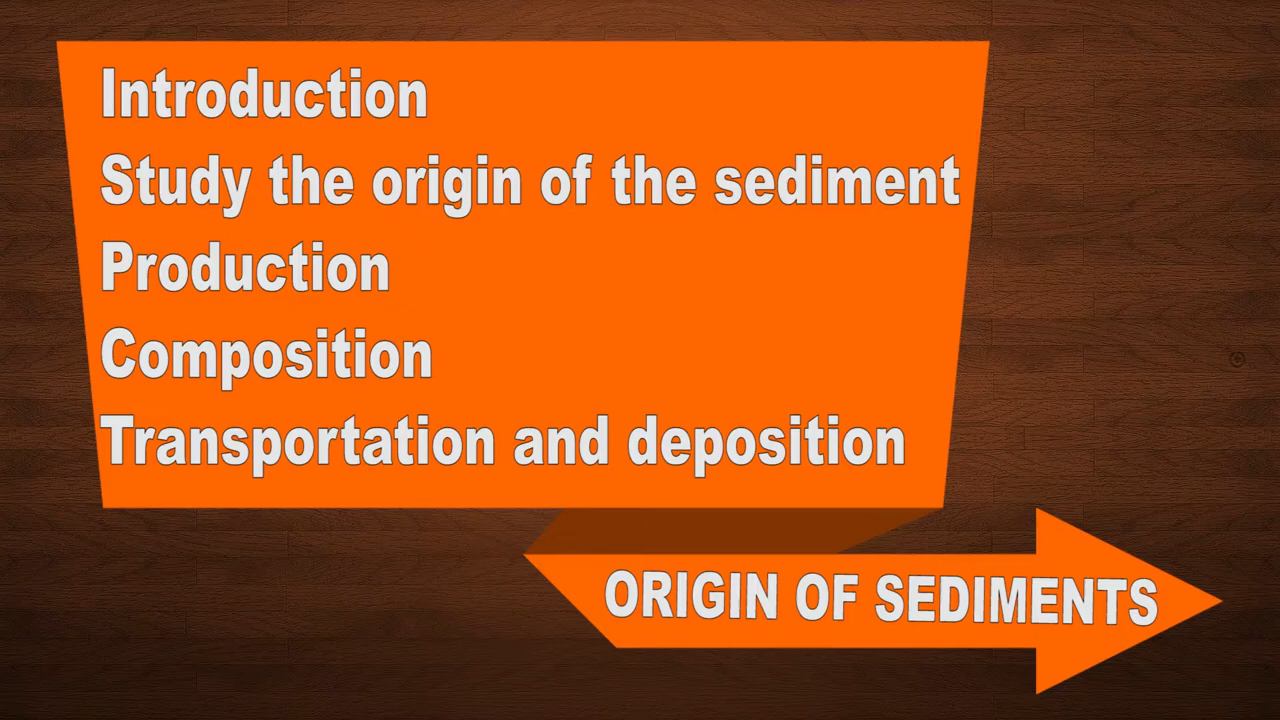 Introduction
Study the origin of the sediment
Production
Composition
Transportation and deposition
ORIGIN OF SEDIMENTS